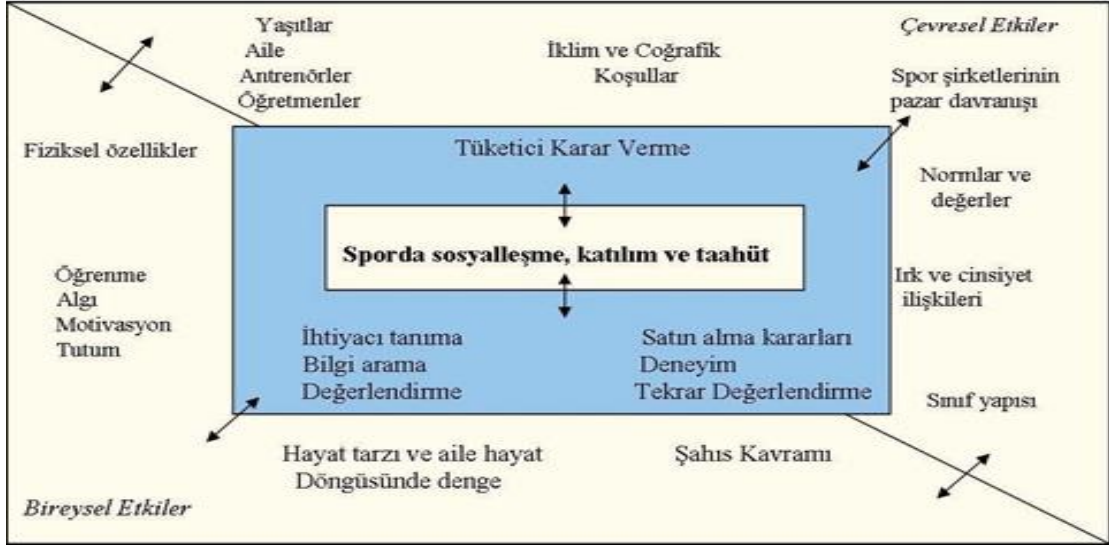 Yaşıtlar
Aile
Antrenörler
Öğretmenler
İklim ve Coğrafik
Koşullar
Çevresel Etkiler
Spor şirketlerinin
pazar davranışı
Fiziksel özellikler
Tüketici Karar Verme
Normlar ve
değerler
Sporda sosyalleşme, katılım ve taahüt
Öğrenme
Algı
Motivasyon
Tutum
Irk ve cinsiyet
ilişkileri
İhtiyacı tanıma
Bilgi arama
Değerlendirme
Satın alma kararları
Deneyim
Tekrar Değerlendirme
Sınıf yapısı
Hayat tarzı ve aile hayat
Döngüsünde denge
Şahıs Kavramı
Bireysel Etkiler